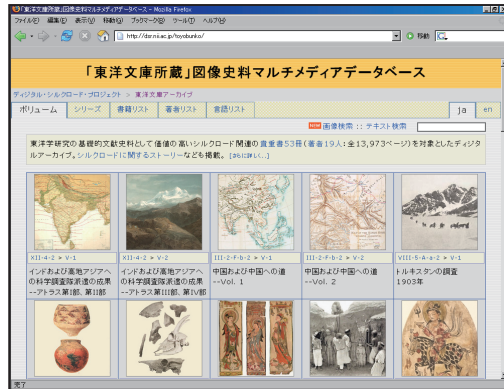 「東洋文庫所蔵」図像史料マルチメディアデータベース - Mozilla Firefox
ファイル(F) 編集(E) 表示(V) 移動(G) ブックマーク(B) ツール(T) ヘルプ(H)
http://dsr.nii.ac.jp/toyobunko/ 移動
「東洋文庫所蔵」図像史料マルチメディアデータベース
ディジタル・シルクロード・プロジェクト > 東洋文庫アーカイブ
ボリューム シリーズ 書籍リスト 著者リスト 言語リスト ja en
画像検索 :: テキスト検索
東洋学研究の基礎的文献史料として価値の高いシルクロード関連の貴重書53冊(著者19人:全13,973ページ)を対象としたディジ
タルアーカイブ。シルクロードに関するストーリーなども掲載。 [さらに詳しく...]
XII-4-2 > V-1 XII-4-2 > V-2 III-2-F-b-2 > V-1 III-2-F-b-2 > V-2 VIII-5-A-a-2 > V-1
インドおよび高地アジアへ インドおよび高地アジアへ 中国および中国への道 中国および中国への道 トルキスタンの調査
の科学調査隊派遣の成果 の科学調査隊派遣の成果 --Vol. 1 --Vol. 2 1903年
--アトラス第I部、第II部 --アトラス第III部、第IV部
完了